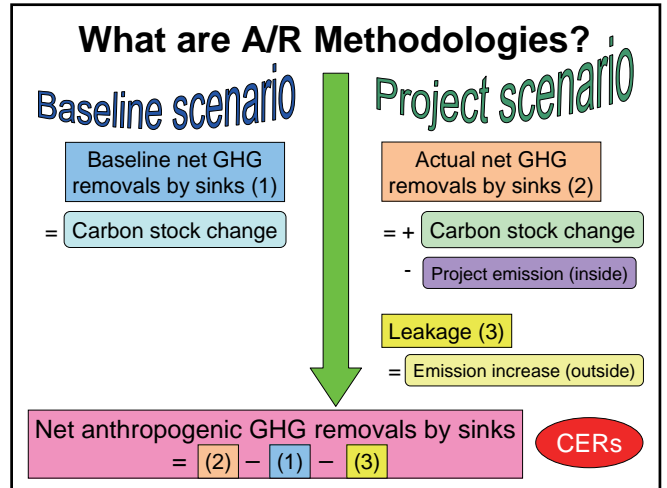 What are A/R Methodologies?
Baseline scenario
Baseline net GHG
removals by sinks (1)
= Carbon stock change
Project scenario
Actual net GHG
removals by sinks (2)
= + Carbon stock change
- Project emission (inside)
Leakage (3)
= Emission increase (outside)
Net anthropogenic GHG removals by sinks
= (2) – (1) – (3)
CERs